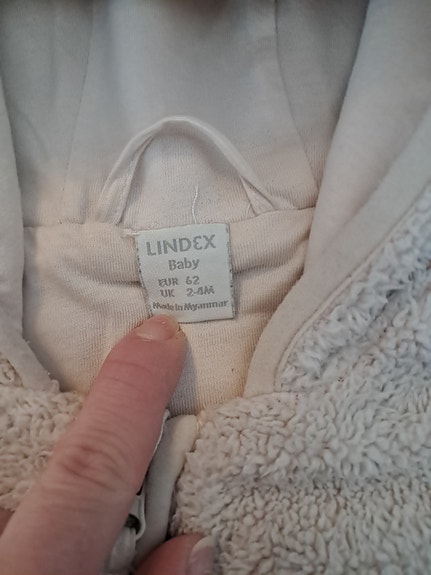 LINDEX
Baby
EUR 62
UK 2-4M
Made in Myanmar